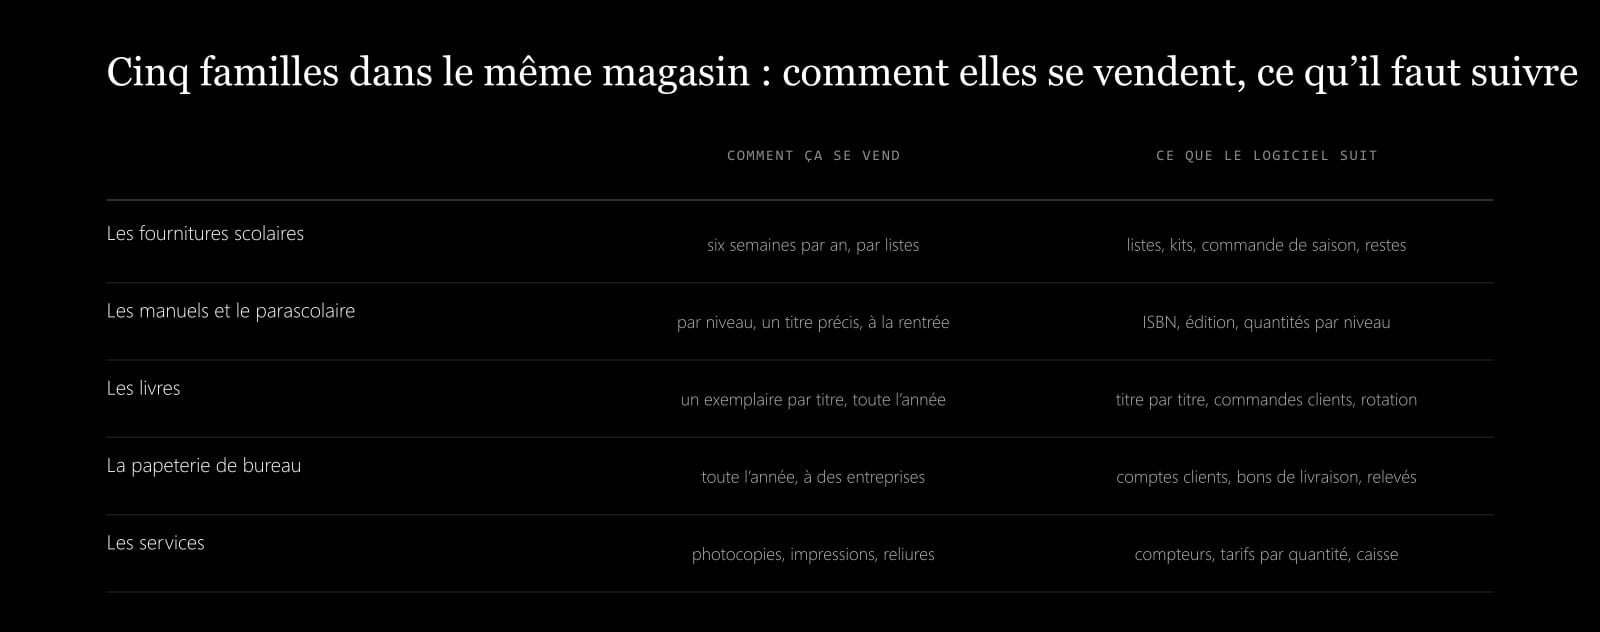 Cinq familles dans le même magasin : comment elles se vendent, ce qu’il faut suivre
COMMENT ÇA SE VEND
CE QUE LE LOGICIEL SUIT
Les fournitures scolaires
six semaines par an, par listes
listes, kits, commande de saison, restes
Les manuels et le parascolaire
par niveau, un titre précis, à la rentrée
ISBN, édition, quantités par niveau
Les livres
un exemplaire par titre, toute l’année
titre par titre, commandes clients, rotation
La papeterie de bureau
toute l’année, à des entreprises
comptes clients, bons de livraison, relevés
Les services
photocopies, impressions, reliures
compteurs, tarifs par quantité, caisse